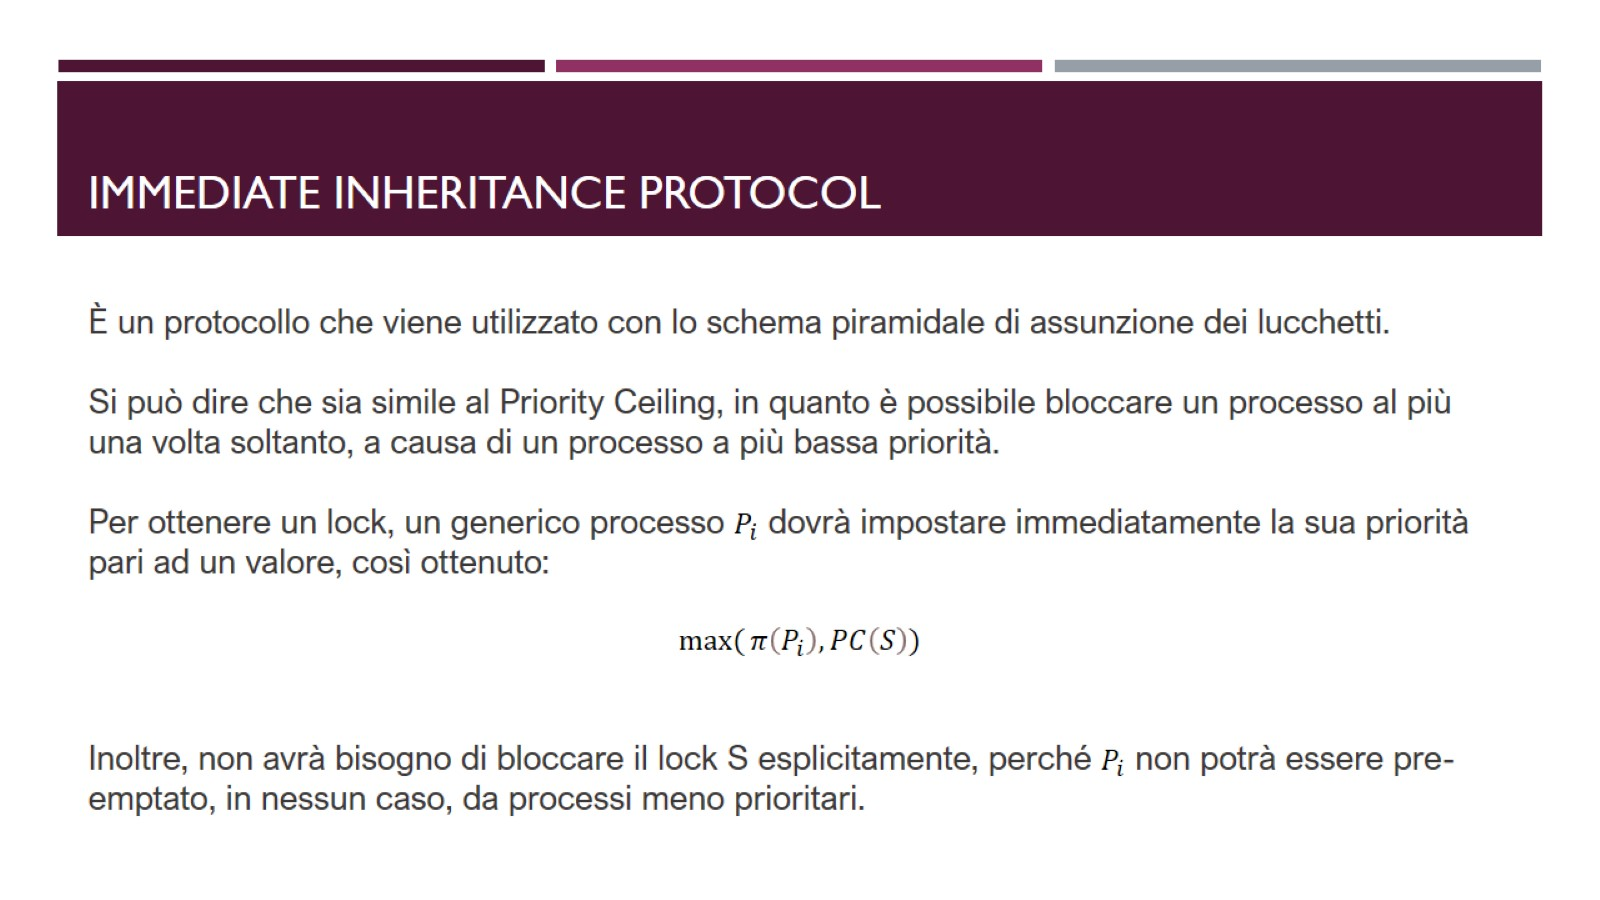 IMMEDIATE INHERITANCE PROTOCOL
È un protocollo che viene utilizzato con lo schema piramidale di assunzione dei lucchetti.
Si può dire che sia simile al Priority Ceiling, in quanto è possibile bloccare un processo al più
una volta soltanto, a causa di un processo a più bassa priorità.
Per ottenere un lock, un generico processo 𝑃𝑖 dovrà impostare immediatamente la sua priorità
pari ad un valore, così ottenuto:
max( 𝜋(𝑃𝑖), 𝑃𝐶(𝑆))
Inoltre, non avrà bisogno di bloccare il lock S esplicitamente, perché 𝑃𝑖 non potrà essere pre-
emptato, in nessun caso, da processi meno prioritari.